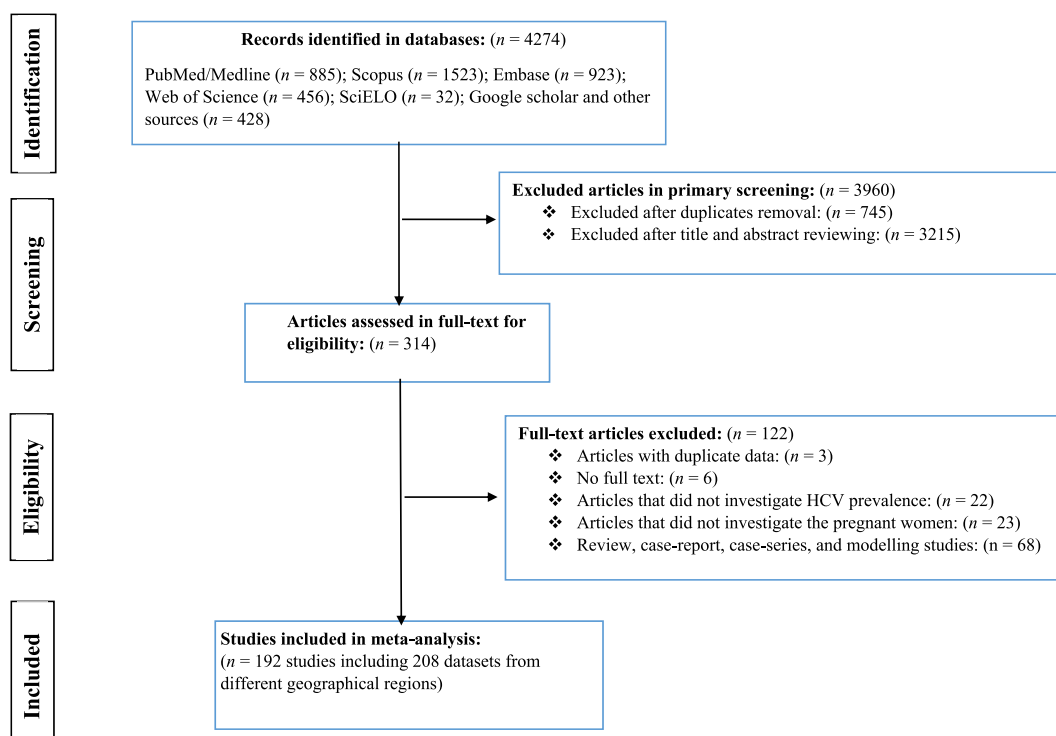 Identification
Records identified in databases: (n = 4274)
PubMed/Medline (n = 885); Scopus (n = 1523); Embase (n = 923);
Web of Science (n = 456); SciELO (n = 32); Google scholar and other
sources (n = 428)
Screening
Excluded articles in primary screening: (n = 3960)
❖ Excluded after duplicates removal: (n = 745)
❖ Excluded after title and abstract reviewing: (n = 3215)
Articles assessed in full-text for
eligibility: (n = 314)
Eligibility
Full-text articles excluded: (n = 122)
❖ Articles with duplicate data: (n = 3)
❖ No full text: (n = 6)
❖ Articles that did not investigate HCV prevalence: (n = 22)
❖ Articles that did not investigate the pregnant women: (n = 23)
❖ Review, case-report, case-series, and modelling studies: (n = 68)
Included
Studies included in meta-analysis:
(n = 192 studies including 208 datasets from
different geographical regions)